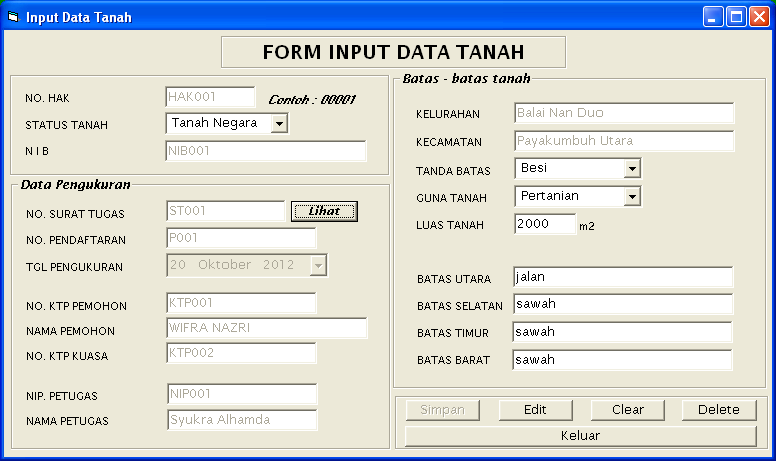 Input Data Tanah
FORM INPUT DATA TANAH
NO. HAK HAK001 Contoh : 00001
STATUS TANAH Tanah Negara
N I B NIB001
Data Pengukuran
NO. SURAT TUGAS ST001 Lihat
NO. PENDAFTARAN P001
TGL PENGUKURAN 20 Oktober 2012
NO. KTP PEMOHON KTP001
NAMA PEMOHON WIFRA NAZRI
NO. KTP KUASA KTP002
NIP. PETUGAS NIP001
NAMA PETUGAS Syukra Alhamda
Batas - batas tanah
KELURAHAN Balai Nan Duo
KECAMATAN Payakumbuh Utara
TANDA BATAS Besi
GUNA TANAH Pertanian
LUAS TANAH 2000 m2
BATAS UTARA jalan
BATAS SELATAN sawah
BATAS TIMUR sawah
BATAS BARAT sawah
Simpan Edit Clear Delete
Keluar